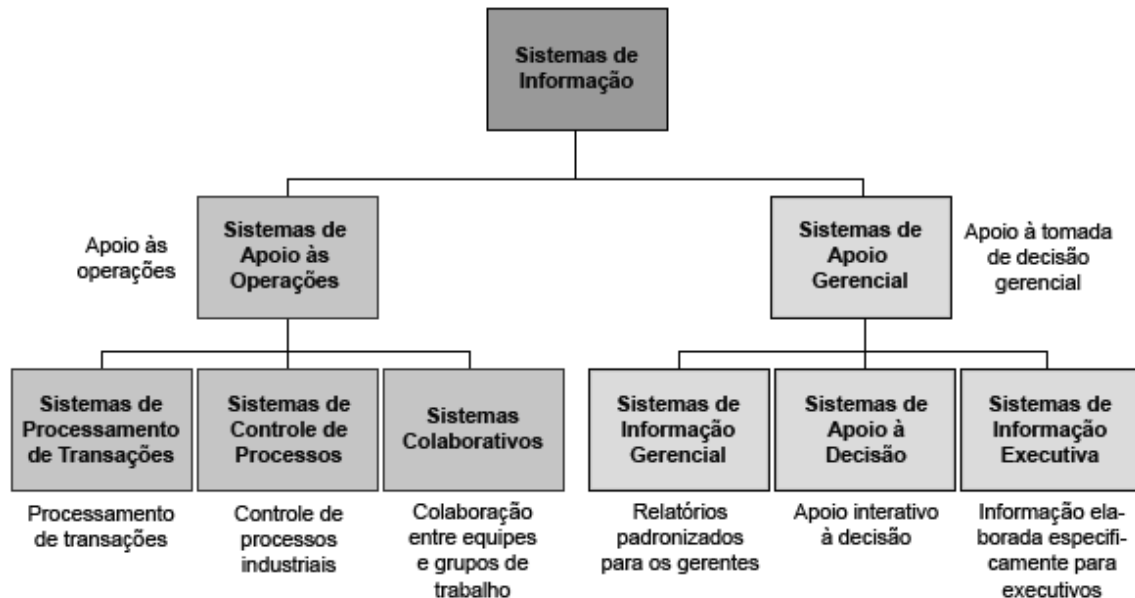 Sistemas de
Informação
Apoio às
operações
Sistemas de
Apoio às
Operações
Sistemas de
Apoio
Gerencial
Apoio à tomada
de decisão
gerencial
Sistemas de
Processamento
de Transações
Sistemas de
Controle de
Processos
Sistemas
Colaborativos
Sistemas de
Informação
Gerencial
Sistemas de
Apoio à
Decisão
Sistemas de
Informação
Executiva
Processamento
de transações
Controle de
processos
industriais
Colaboração
entre equipes
e grupos de
trabalho
Relatórios
padronizados
para os gerentes
Apoio interativo
à decisão
Informação ela-
borada especifi-
camente para
executivos